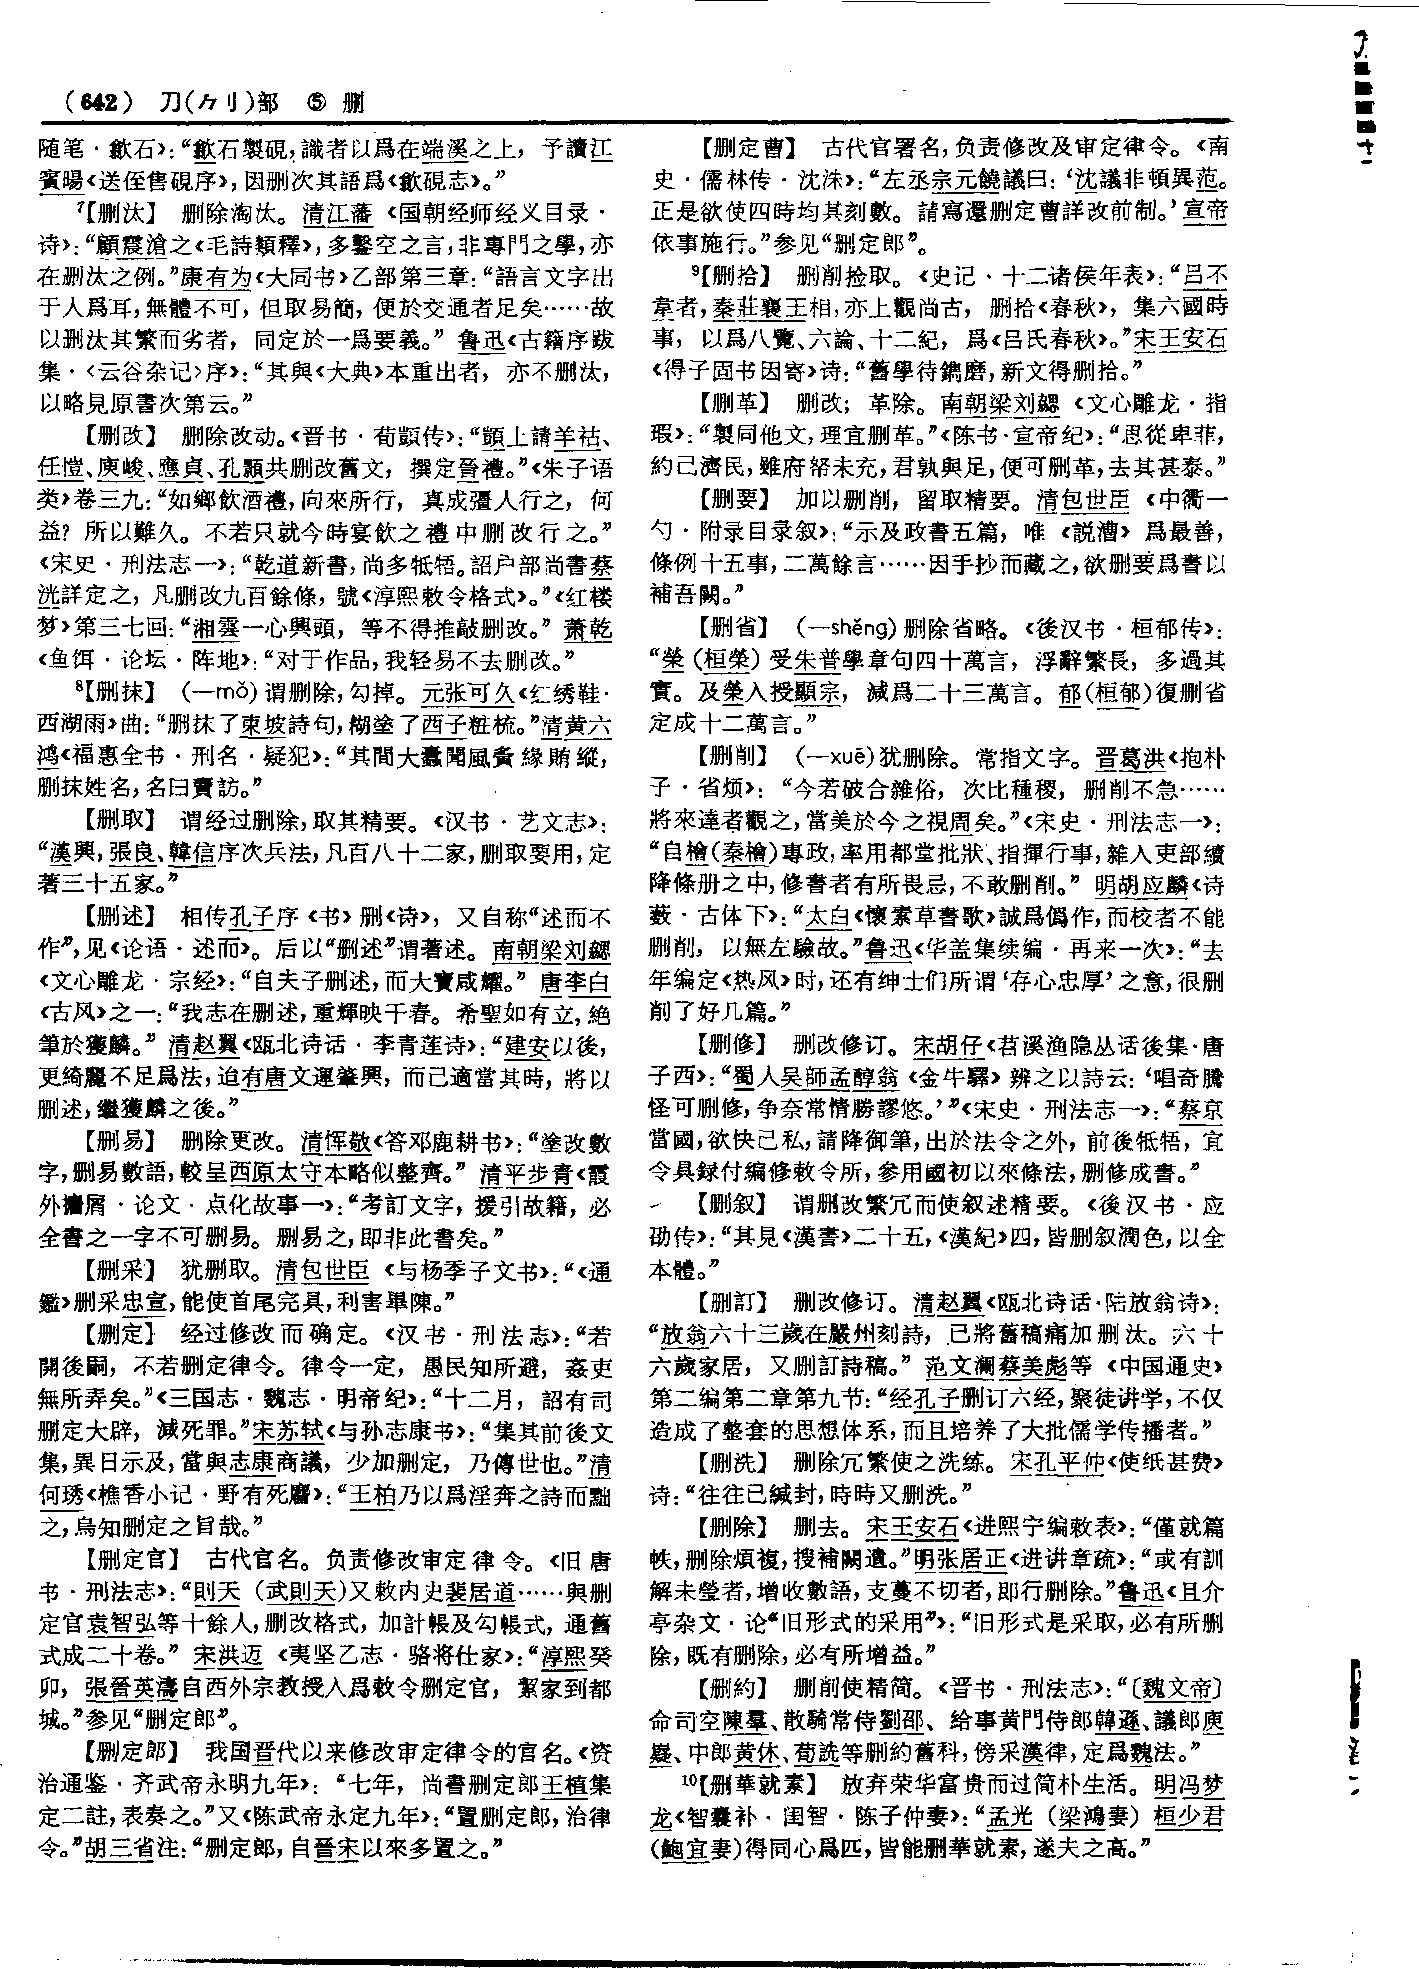 (642) 刀(⺈刂)部 ⑤ 删
随笔·歙石》：“歙石製硯，識者以爲在端溪之上，予讀江
賓暘《送侄售硯序》，因删次其語爲《歙硯志》。”
7【删汰】 删除淘汰。清江藩《国朝经师经义目录·
诗》：“顧震滄之《毛詩類釋》，多鑿空之言，非專門之學，亦
在删汰之例。”康有为《大同书》乙部第三章：“語言文字出
于人爲耳，無體不可，但取易簡，便於交通者足矣……故
以删汰其繁而劣者，同定於一爲要義。”鲁迅《古籍序跋
集·〈云谷杂记〉序》：“其與《大典》本重出者，亦不删汰，
以略見原書次第云。”
【删改】 删除改动。《晋书·荀顗传》：“顗上請羊祜、
任愷、庾峻、應貞、孔顥共删改舊文，撰定晉禮。”《朱子语
类》卷三九：“如鄉飲酒禮，向來所行，真成彊人行之，何
益？所以難久。不若只就今時宴飲之禮中删改行之。”
《宋史·刑法志一》：“乾道新書，尚多牴牾。詔户部尚書蔡
洸詳定之，凡删改九百餘條，號《淳熙敕令格式》。”《红楼
梦》第三七回：“湘雲一心興頭，等不得推敲删改。”萧乾
《鱼饵·论坛·阵地》：“对于作品，我轻易不去删改。”
8【删抹】 (—mǒ)谓删除，勾掉。元张可久《红绣鞋·
西湖雨》曲：“删抹了東坡詩句，糊塗了西子粧梳。”清黄六
鸿《福惠全书·刑名·疑犯》：“其間大蠹聞風夤緣賄縱，
删抹姓名，名曰賣訪。”
【删取】 谓经过删除，取其精要。《汉书·艺文志》：
“漢興，張良、韓信序次兵法，凡百八十二家，删取要用，定
著三十五家。”
【删述】 相传孔子序《书》删《诗》，又自称“述而不
作”，见《论语·述而》。后以“删述”谓著述。南朝梁刘勰
《文心雕龙·宗经》：“自夫子删述，而大寶咸耀。”唐李白
《古风》之一：“我志在删述，重輝映千春。希聖如有立，絶
筆於獲麟。”清赵翼《瓯北诗话·李青莲诗》：“建安以後，
更綺麗不足爲法，迨有唐文運肇興，而己適當其時，將以
删述，繼獲麟之後。”
【删易】 删除更改。清恽敬《答邓鹿耕书》：“塗改數
字，删易數語，較呈西原太守本略似整齊。”清平步青《霞
外攟屑·论文·点化故事一》：“考訂文字，援引故籍，必
全書之一字不可删易。删易之，即非此書矣。”
【删采】 犹删取。清包世臣《与杨季子文书》：“《通
鑑》删采忠宣，能使首尾完具，利害畢陳。”
【删定】 经过修改而确定。《汉书·刑法志》：“若
開後嗣，不若删定律令。律令一定，愚民知所避，姦吏
無所弄矣。”《三国志·魏志·明帝纪》：“十二月，詔有司
删定大辟，減死罪。”宋苏轼《与孙志康书》：“集其前後文
集，異日示及，當與志康商議，少加删定，乃傳世也。”清
何琇《樵香小记·野有死麕》：“王柏乃以爲淫奔之詩而黜
之，烏知删定之旨哉。”
【删定官】 古代官名。负责修改审定律令。《旧唐
书·刑法志》：“則天（武則天）又敕内史裴居道……與删
定官袁智弘等十餘人，删改格式，加計帳及勾帳式，通舊
式成二十卷。”宋洪迈《夷坚乙志·骆将仕家》：“淳熙癸
卯，張晉英濤自西外宗教授入爲敕令删定官，絜家到都
城。”参见“删定郎”。
【删定郎】 我国晋代以来修改审定律令的官名。《资
治通鉴·齐武帝永明九年》：“七年，尚書删定郎王植集
定二註，表奏之。”又《陈武帝永定九年》：“置删定郎，治律
令。”胡三省注：“删定郎，自晉宋以來多置之。”
【删定曹】 古代官署名，负责修改及审定律令。《南
史·儒林传·沈洙》：“左丞宗元饒議曰：‘沈議非頓異范。
正是欲使四時均其刻數。請寫還删定曹詳改前制。’宣帝
依事施行。”参见“删定郎”。
9【删拾】 删削捡取。《史记·十二诸侯年表》：“吕不
韋者，秦莊襄王相，亦上觀尚古，删拾《春秋》，集六國時
事，以爲八覽、六論、十二紀，爲《吕氏春秋》。”宋王安石
《得子固书因寄》诗：“舊學待鐫磨，新文得删拾。”
【删革】 删改；革除。南朝梁刘勰《文心雕龙·指
瑕》：“製同他文，理宜删革。”《陈书·宣帝纪》：“思從卑菲，
約己濟民，雖府帑未充，君孰與足，便可删革，去其甚泰。”
【删要】 加以删削，留取精要。清包世臣《中衢一
勺·附录目录叙》：“示及政書五篇，唯《説漕》爲最善，
條例十五事，二萬餘言……因手抄而藏之，欲删要爲書以
補吾闕。”
【删省】 (—shěng)删除省略。《後汉书·桓郁传》：
“榮（桓榮）受朱普學章句四十萬言，浮辭繁長，多過其
實。及榮入授顯宗，減爲二十三萬言。郁（桓郁）復删省
定成十二萬言。”
【删削】 (—xuē)犹删除。常指文字。晋葛洪《抱朴
子·省烦》：“今若破合雜俗，次比種稷，删削不急……
將來達者觀之，當美於今之視周矣。”《宋史·刑法志一》：
“自檜（秦檜）專政，率用都堂批狀、指揮行事，雜入吏部續
降條册之中，修書者有所畏忌，不敢删削。”明胡应麟《诗
薮·古体下》：“太白《懷素草書歌》誠爲僞作，而校者不能
删削，以無左驗故。”鲁迅《华盖集续编·再来一次》：“去
年编定《热风》时，还有绅士们所谓‘存心忠厚’之意，很删
削了好几篇。”
【删修】 删改修订。宋胡仔《苕溪渔隐丛话後集·唐
子西》：“蜀人吴師孟醇翁《金牛驛》辨之以詩云：‘唱奇騰
怪可删修，争奈常情勝謬悠。’”《宋史·刑法志一》：“蔡京
當國，欲快己私，請降御筆，出於法令之外，前後牴牾，宜
令具録付編修敕令所，參用國初以來條法，删修成書。”
【删叙】 谓删改繁冗而使叙述精要。《後汉书·应
劭传》：“其見《漢書》二十五，《漢紀》四，皆删叙潤色，以全
本體。”
【删訂】 删改修订。清赵翼《瓯北诗话·陆放翁诗》：
“放翁六十三歲在嚴州刻詩，已將舊稿痛加删汰。六十
六歲家居，又删訂詩稿。”范文澜蔡美彪等《中国通史》
第二编第二章第九节：“经孔子删订六经，聚徒讲学，不仅
造成了整套的思想体系，而且培养了大批儒学传播者。”
【删洗】 删除冗繁使之洗练。宋孔平仲《使纸甚费》
诗：“往往已緘封，時時又删洗。”
【删除】 删去。宋王安石《进熙宁编敕表》：“僅就篇
帙，删除煩複，搜補闕遺。”明张居正《进讲章疏》：“或有訓
解未瑩者，增收數語，支蔓不切者，即行删除。”鲁迅《且介
亭杂文·论“旧形式的采用”》：“旧形式是采取，必有所删
除，既有删除，必有所增益。”
【删約】 删削使精简。《晋书·刑法志》：“〔魏文帝〕
命司空陳羣、散騎常侍劉邵、給事黄門侍郎韓遜、議郎庾
嶷、中郎黄休、荀詵等删約舊科，傍采漢律，定爲魏法。”
10【删華就素】 放弃荣华富贵而过简朴生活。明冯梦
龙《智囊补·闺智·陈子仲妻》：“孟光（梁鴻妻）桓少君
（鮑宣妻）得同心爲匹，皆能删華就素，遂夫之高。”